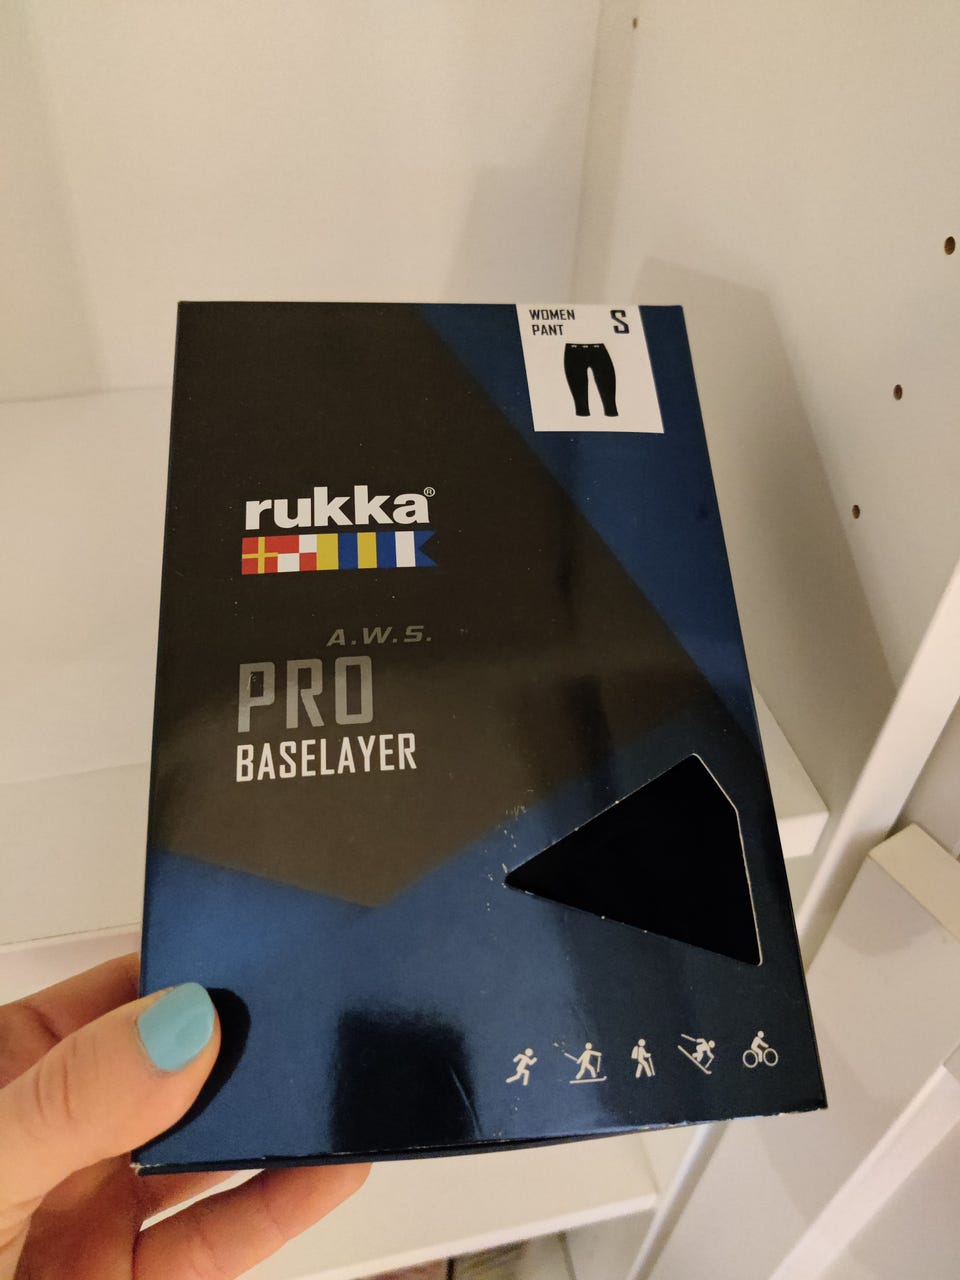 WOMEN S
PANT
rukka®
A.W.S.
PRO
BASELAYER